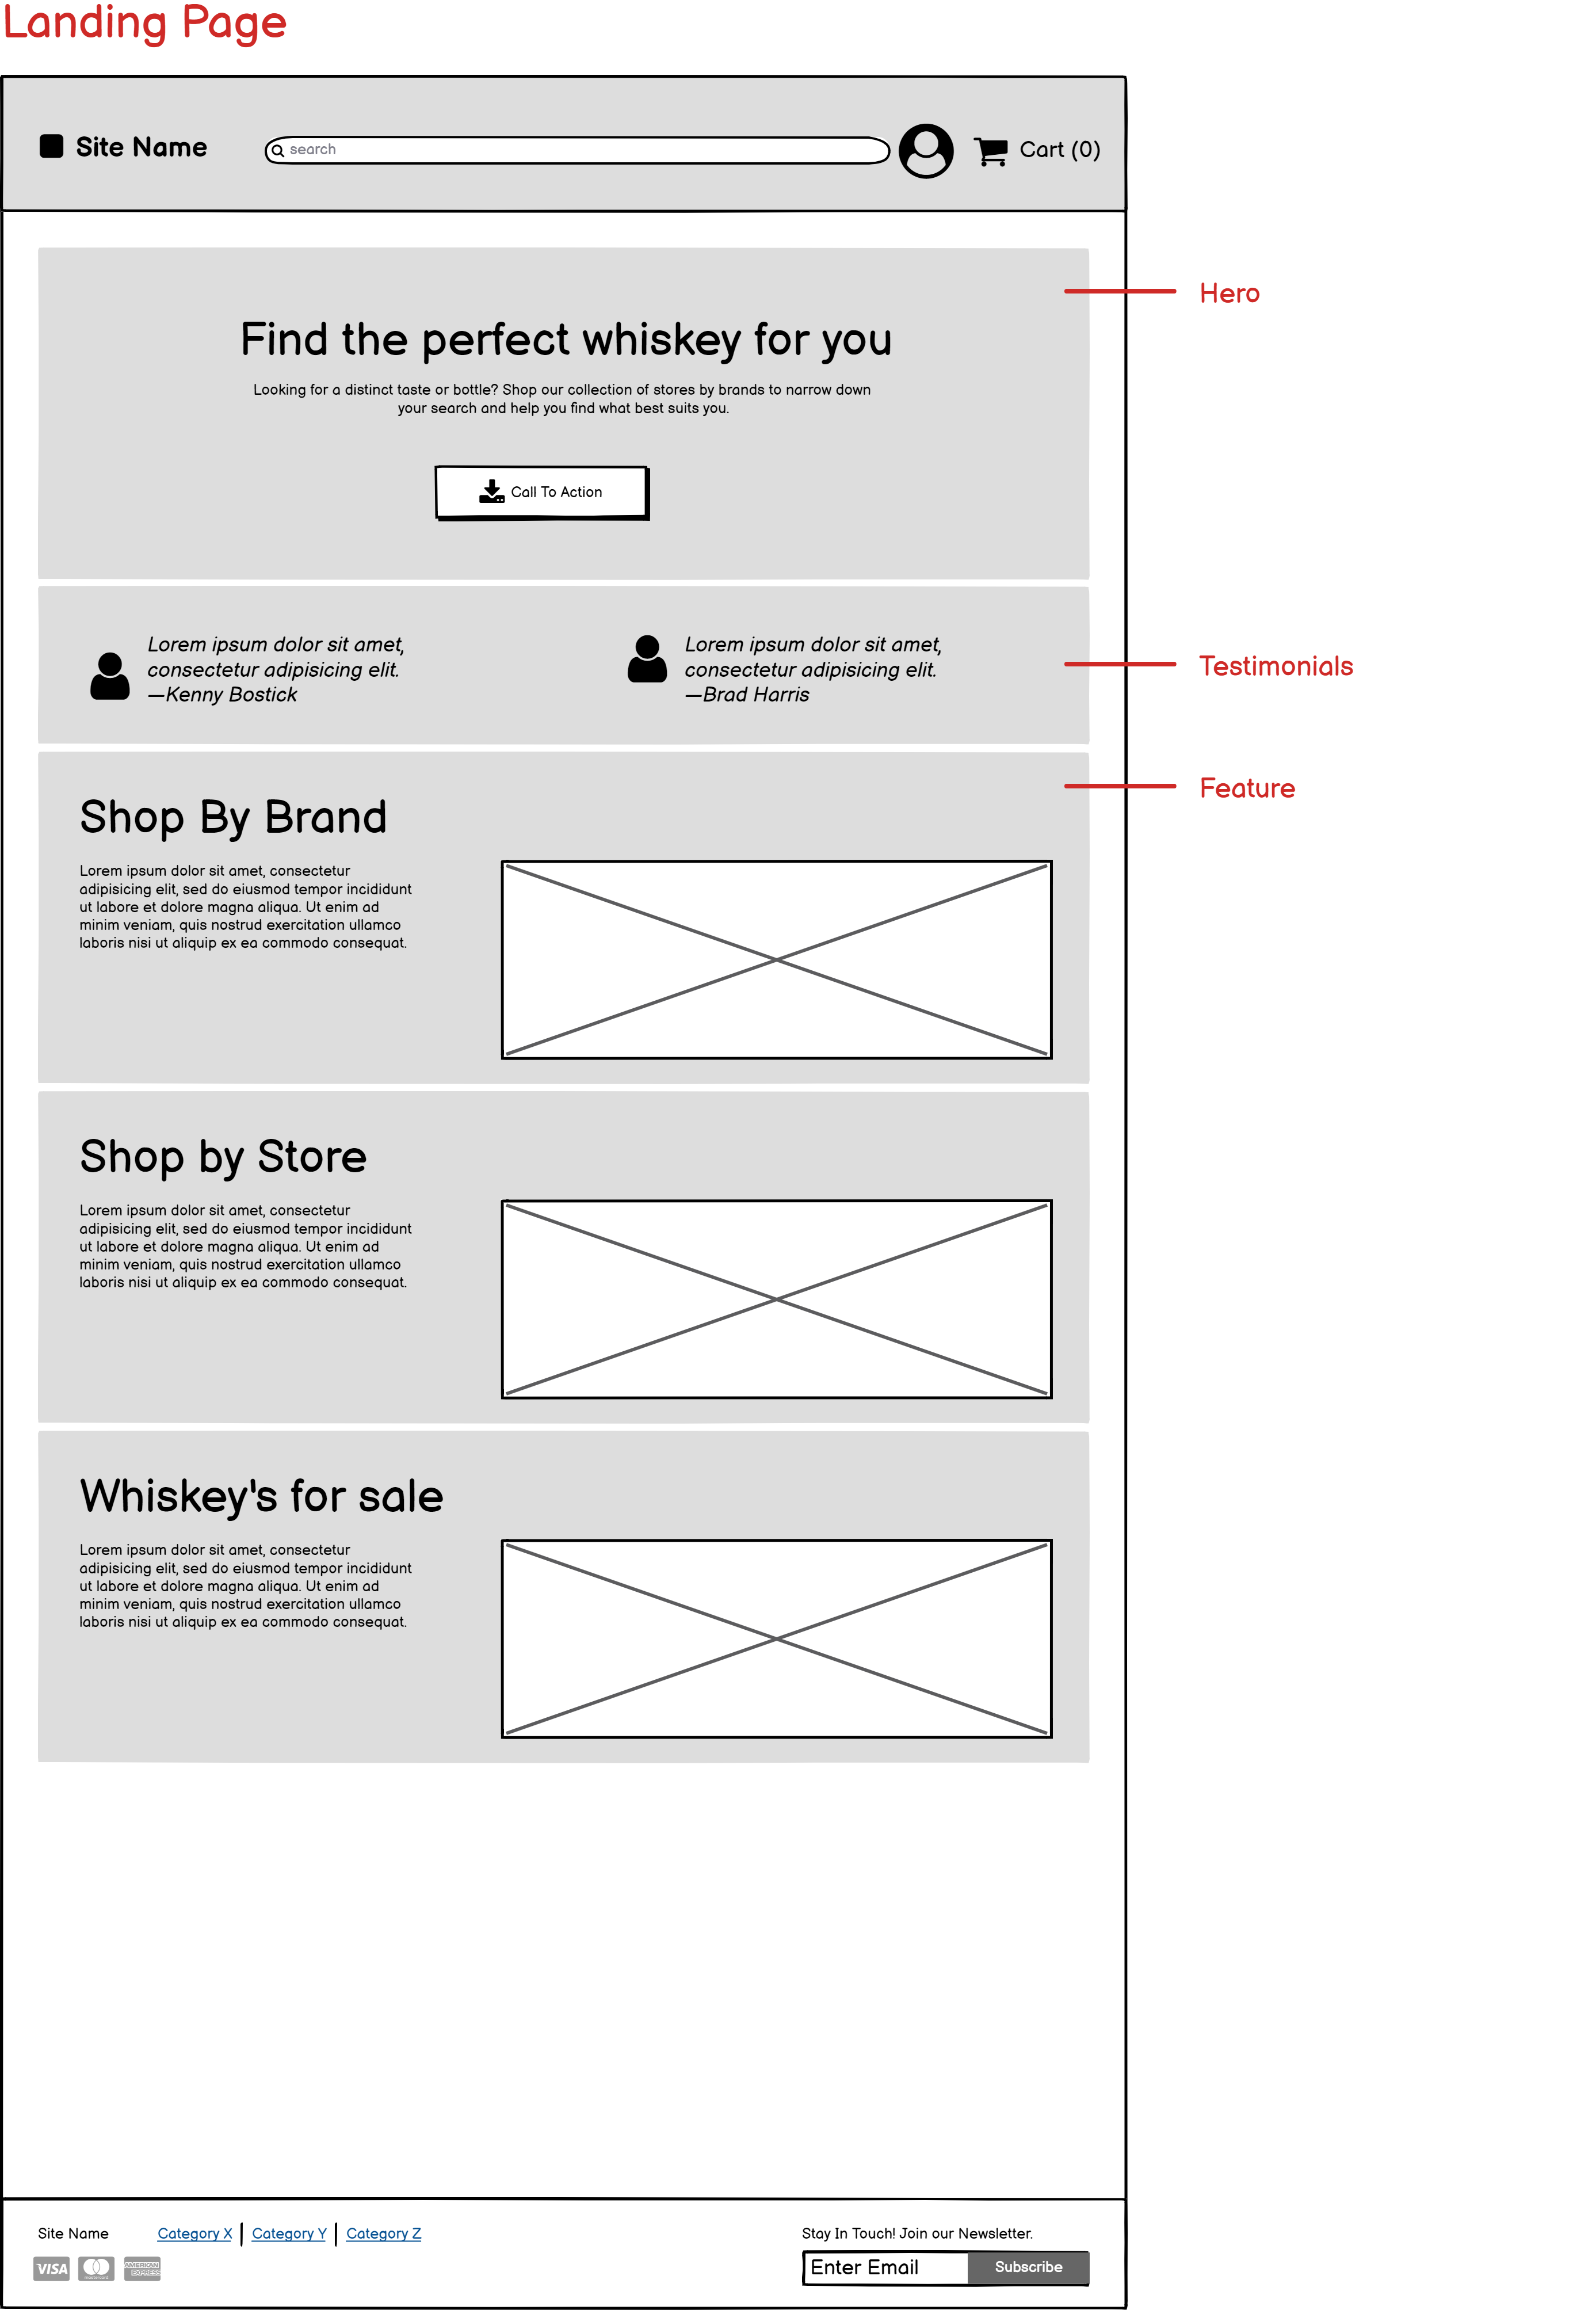 Landing Page
Site Name
search
Cart (0)
Find the perfect whiskey for you
Looking for a distinct taste or bottle? Shop our collection of stores by brands to narrow down
your search and help you find what best suits you.
Call To Action
Hero
Lorem ipsum dolor sit amet,
consectetur adipisicing elit.
—Kenny Bostick
Lorem ipsum dolor sit amet,
consectetur adipisicing elit.
—Brad Harris
Testimonials
Feature
Shop By Brand
Lorem ipsum dolor sit amet, consectetur
adipisicing elit, sed do eiusmod tempor incididunt
ut labore et dolore magna aliqua. Ut enim ad
minim veniam, quis nostrud exercitation ullamco
laboris nisi ut aliquip ex ea commodo consequat.
Shop by Store
Lorem ipsum dolor sit amet, consectetur
adipisicing elit, sed do eiusmod tempor incididunt
ut labore et dolore magna aliqua. Ut enim ad
minim veniam, quis nostrud exercitation ullamco
laboris nisi ut aliquip ex ea commodo consequat.
Whiskey's for sale
Lorem ipsum dolor sit amet, consectetur
adipisicing elit, sed do eiusmod tempor incididunt
ut labore et dolore magna aliqua. Ut enim ad
minim veniam, quis nostrud exercitation ullamco
laboris nisi ut aliquip ex ea commodo consequat.
Site Name
Category X
Category Y
Category Z
VISA
AMERICAN
EXPRESS
Stay In Touch! Join our Newsletter.
Enter Email
Subscribe